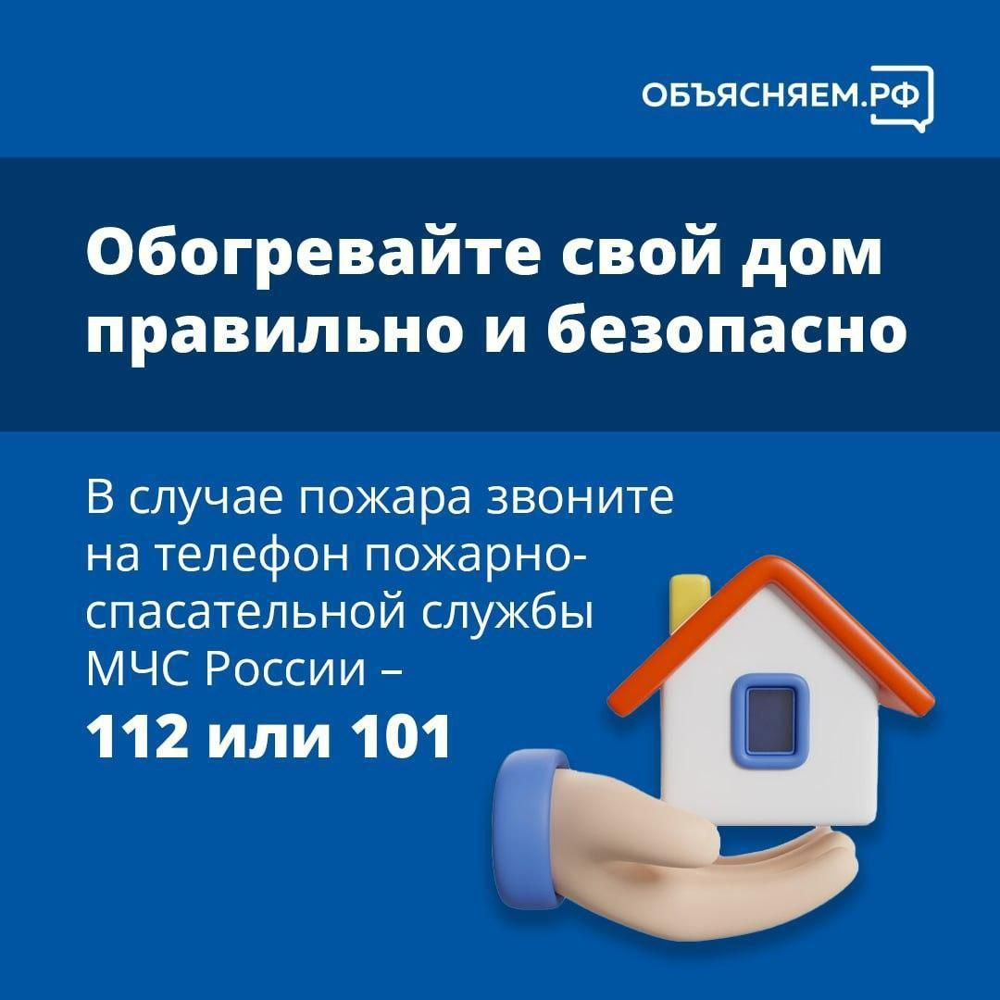 ОБЪЯСНЯЕМ.РФ
Обогревайте свой дом
правильно и безопасно
В случае пожара звоните
на телефон пожарно-
спасательной службы
МЧС России –
112 или 101